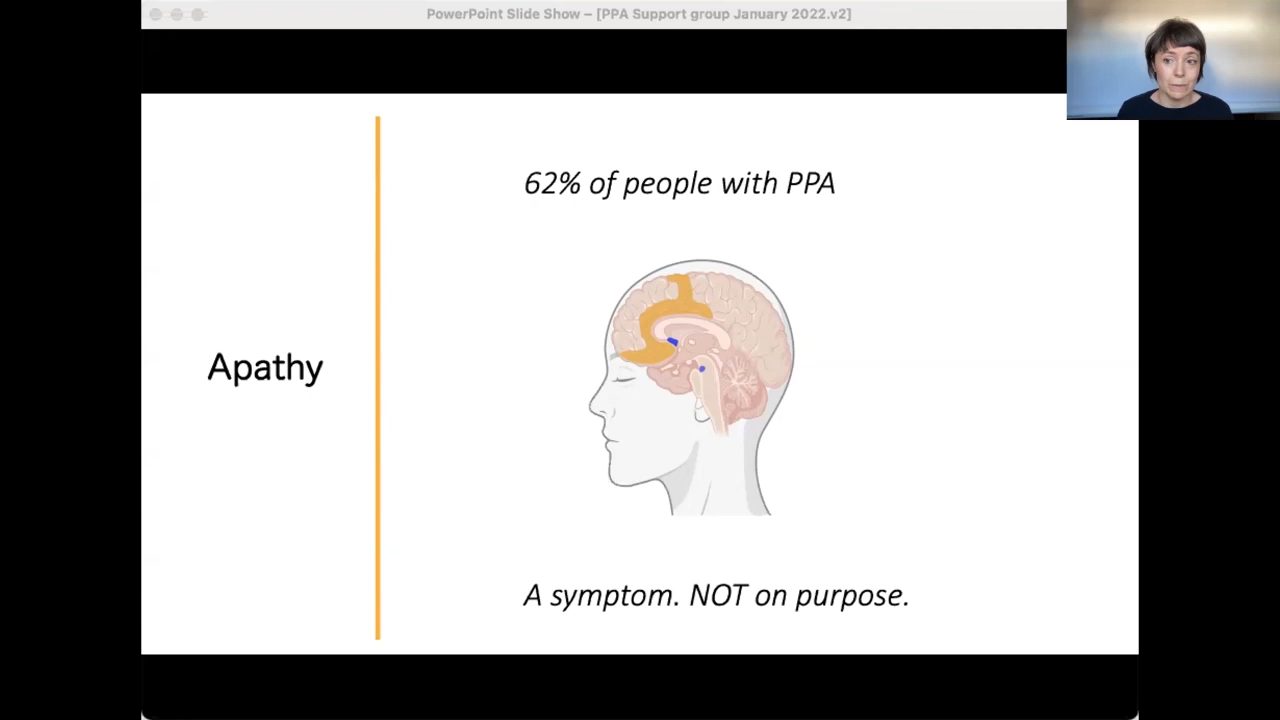 PowerPoint Slide Show – [PPA Support group January 2022.v2]
62% of people with PPA
Apathy
A symptom. NOT on purpose.